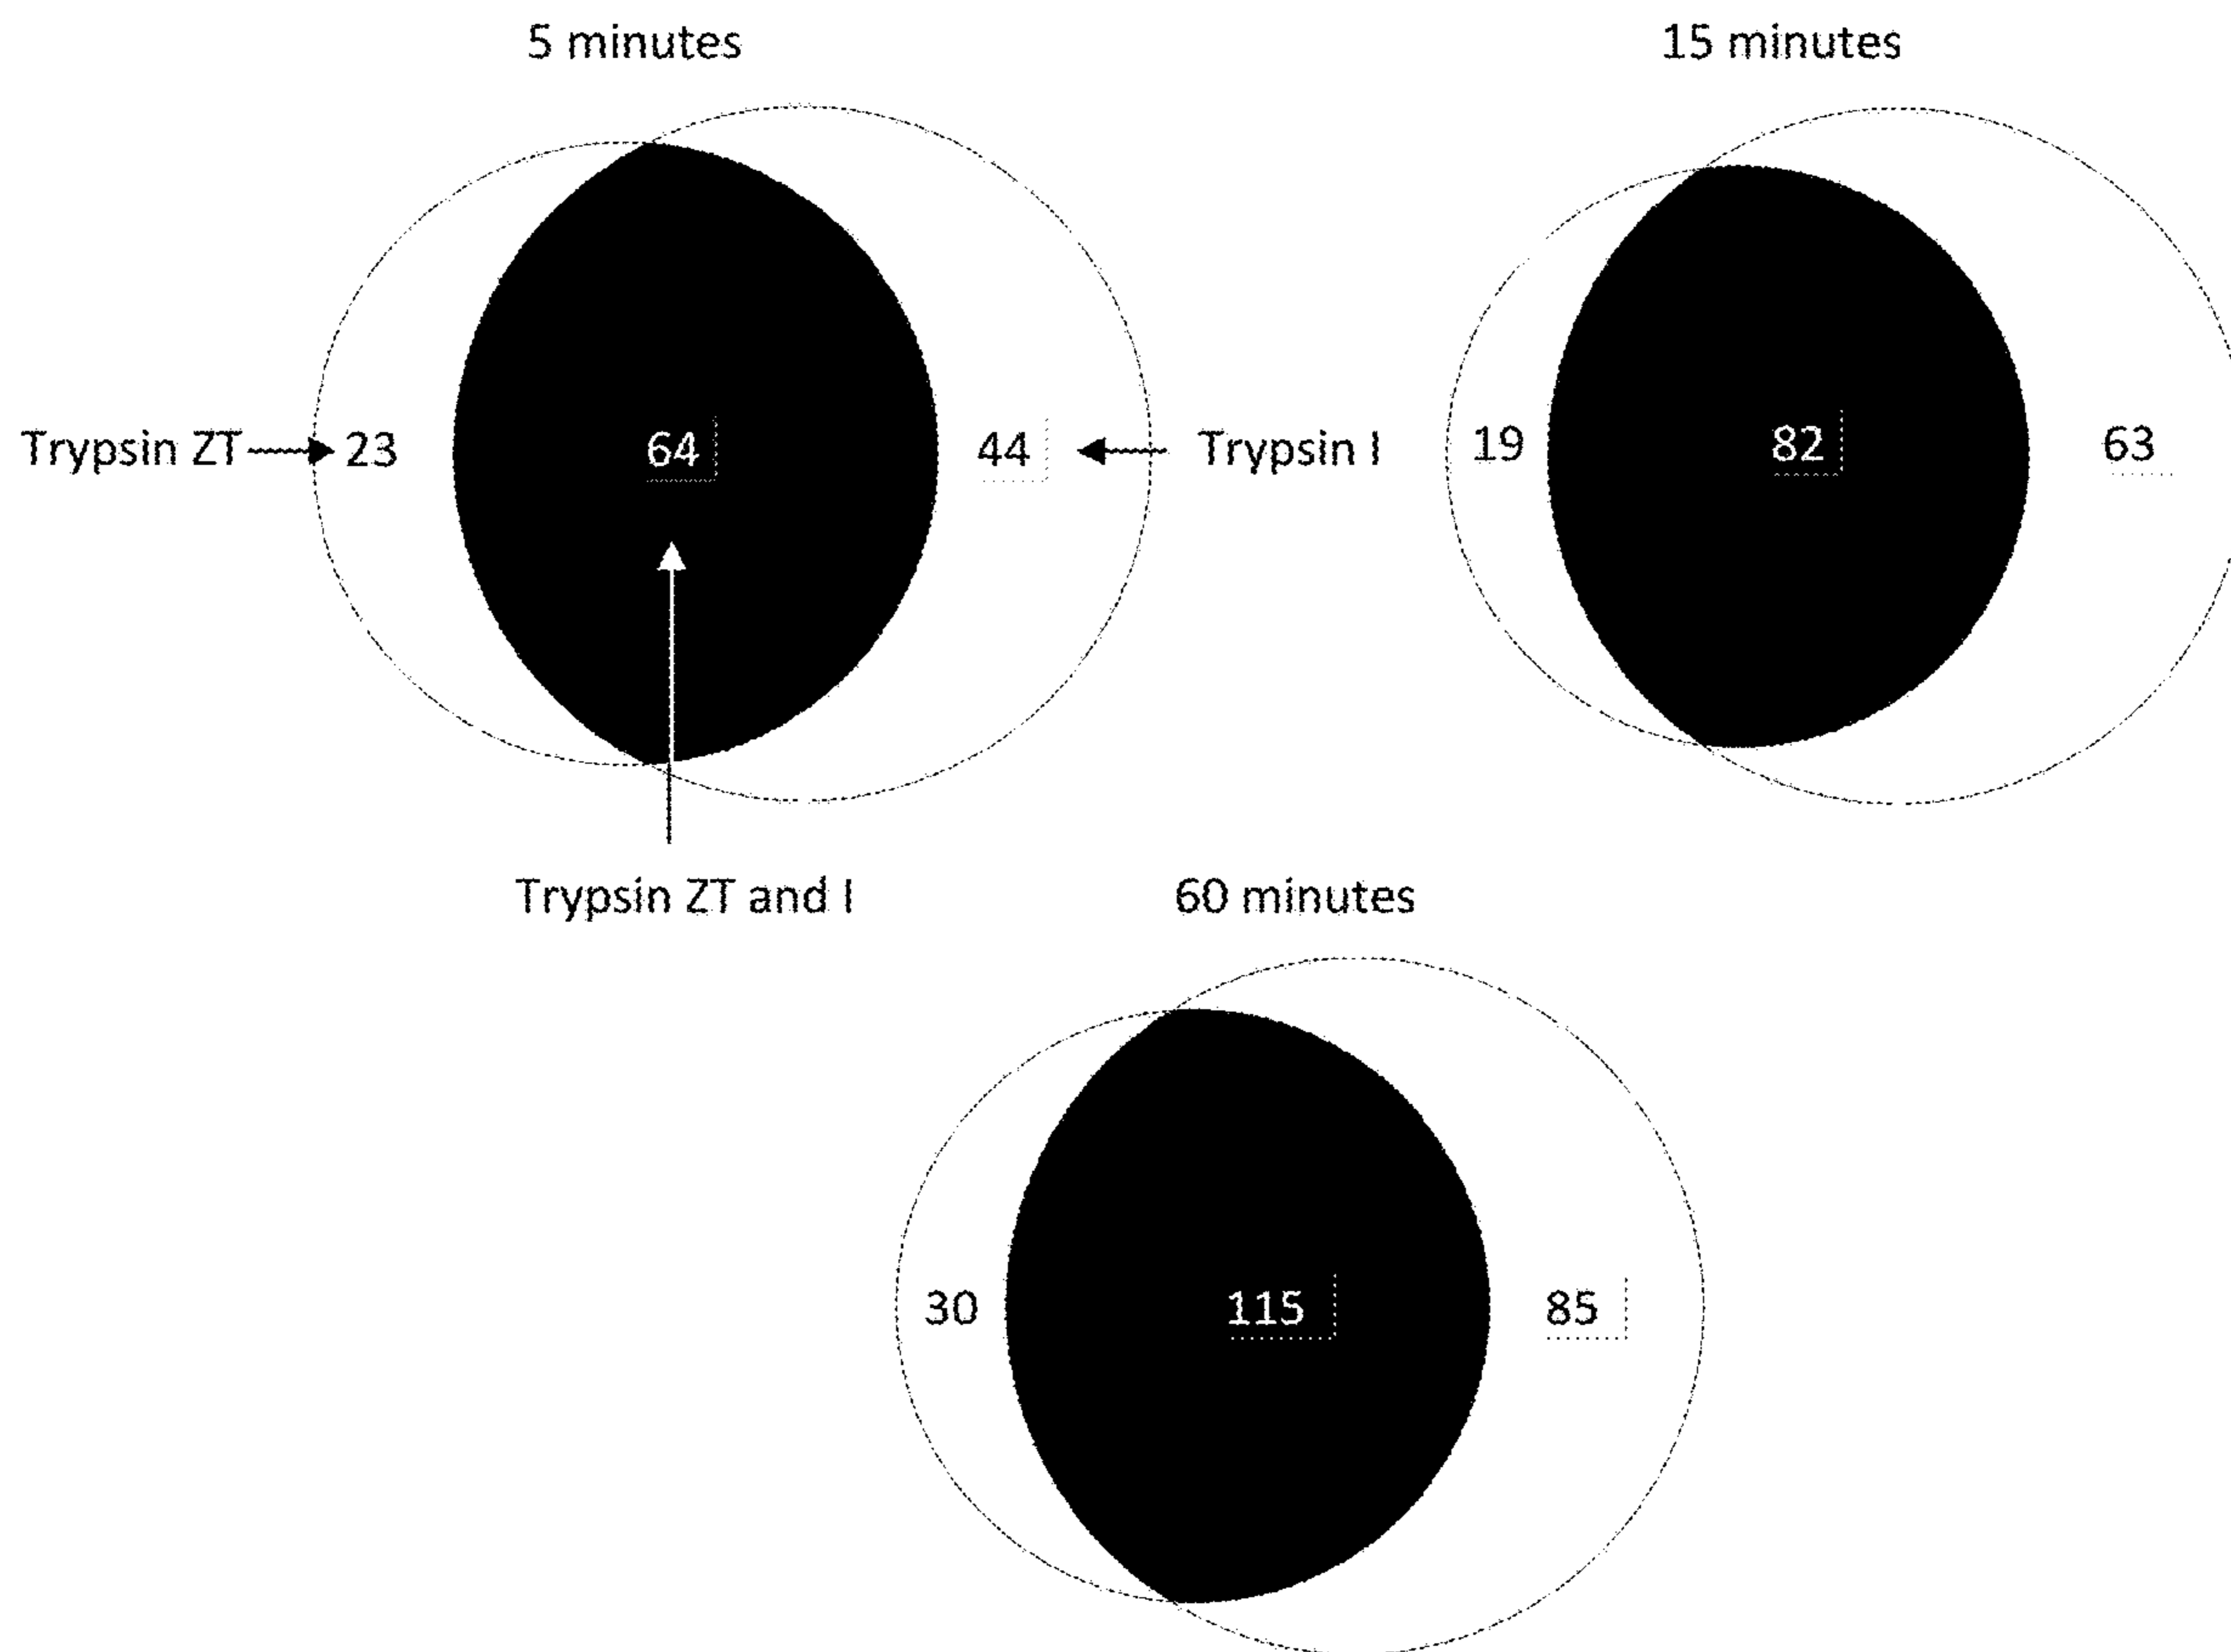 5 minutes
15 minutes
Trypsin ZT
23
64
44
Trypsin I
19
82
63
Trypsin ZT and I
60 minutes
30
115
85